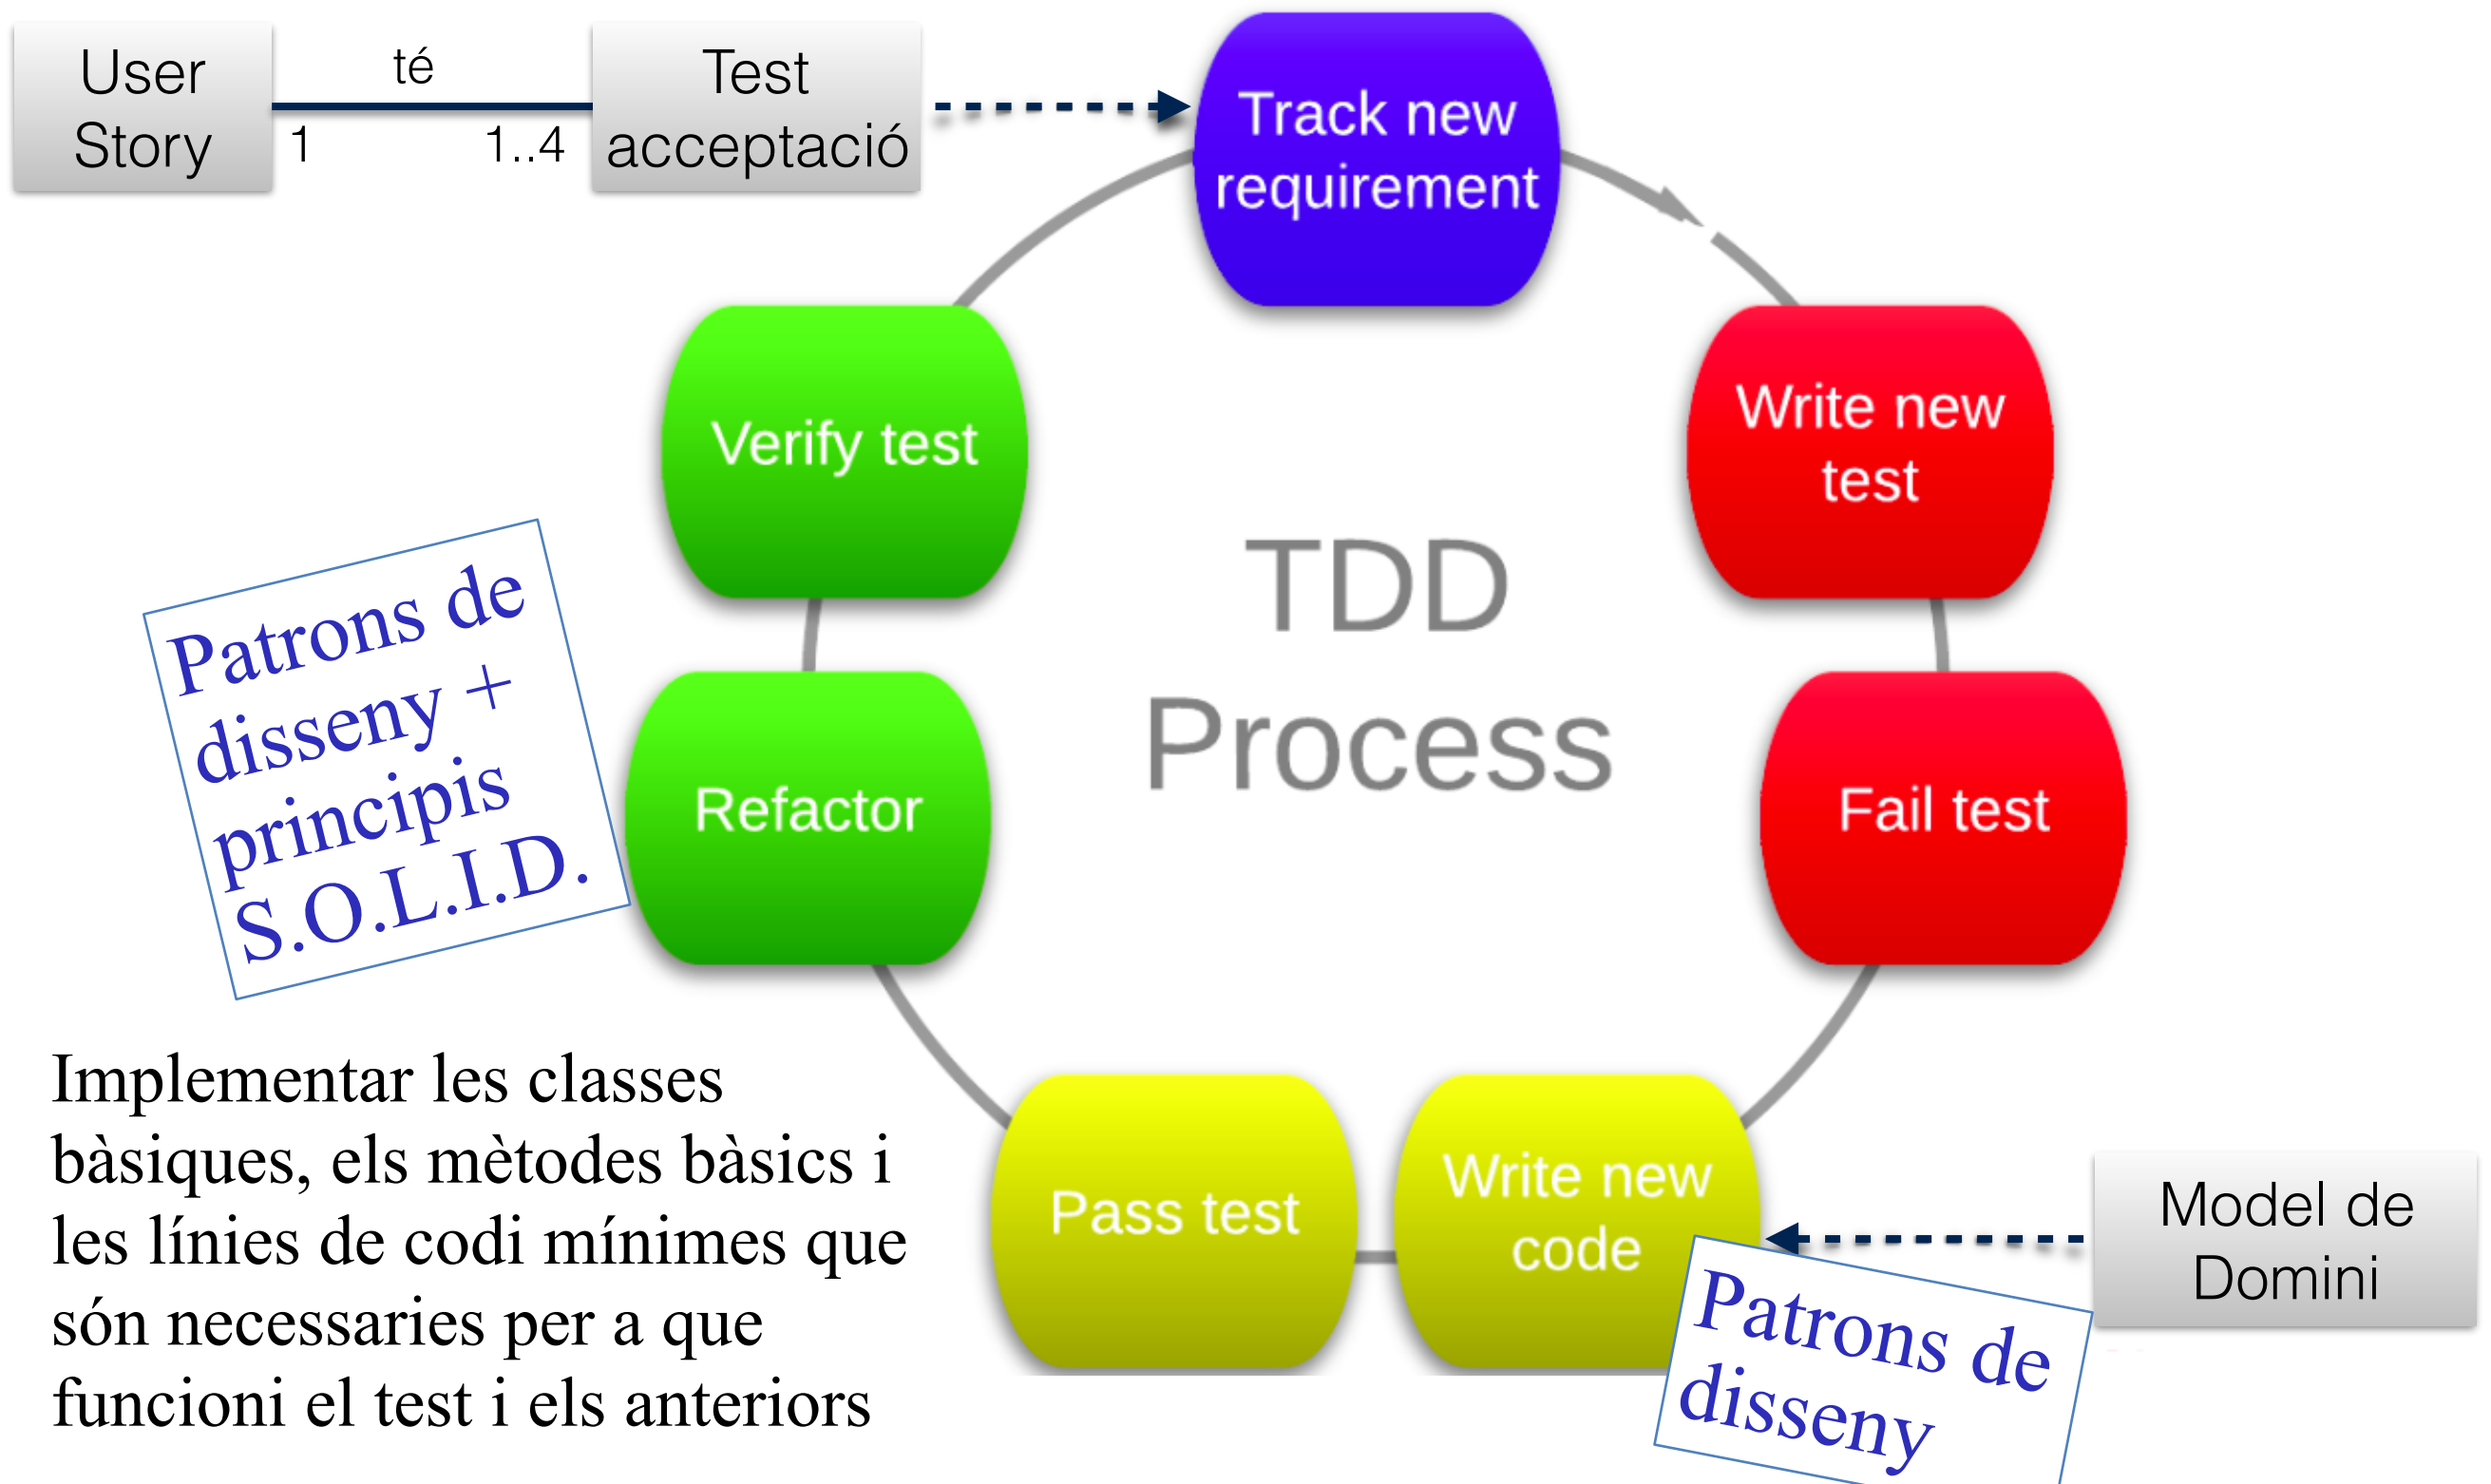 User
Story
té
1
1..4
Test
acceptació
Track new
requirement
Write new
test
Fail test
Write new
code
Pass test
Refactor
Verify test
TDD
Process
Patrons de
disseny +
principis
S.O.L.I.D.
Implementar les classes
bàsiques, els mètodes bàsics i
les línies de codi mínimes que
són necessaries per a que
funcioni el test i els anteriors
Model de
Domini
Patrons de
disseny